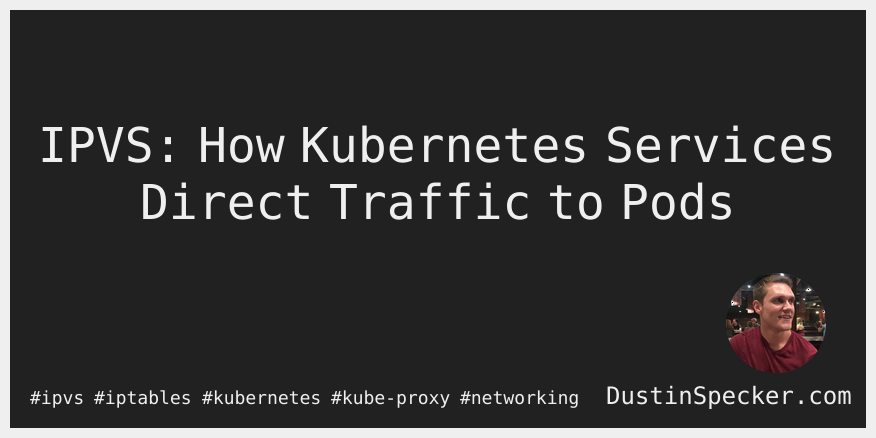 IPVS: How Kubernetes Services
Direct Traffic to Pods
#ipvs #iptables #kubernetes #kube-proxy #networking
DustinSpecker.com